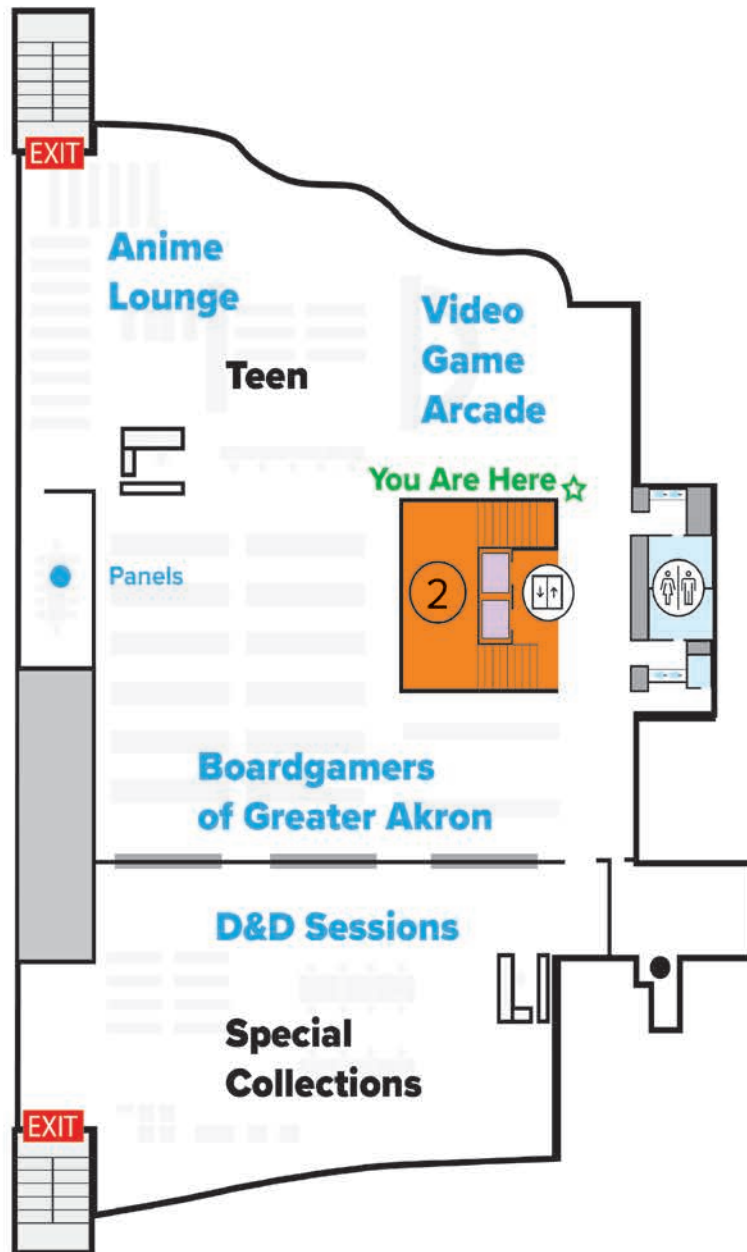 EXIT
Anime
Lounge
Video
Game
Arcade
Teen
You Are Here
Panels
2
Boardgamers
of Greater Akron
D&D Sessions
Special
Collections
EXIT